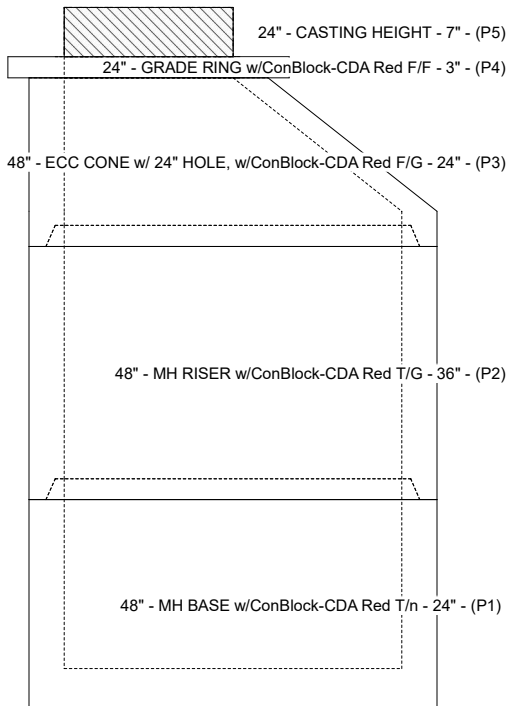 24" - CASTING HEIGHT - 7" - (P5)
24" - GRADE RING w/ConBlock-CDA Red F/F - 3" - (P4)
48" - ECC CONE w/ 24" HOLE, w/ConBlock-CDA Red F/G - 24" - (P3)
48" - MH RISER w/ConBlock-CDA Red T/G - 36" - (P2)
48" - MH BASE w/ConBlock-CDA Red T/n - 24" - (P1)